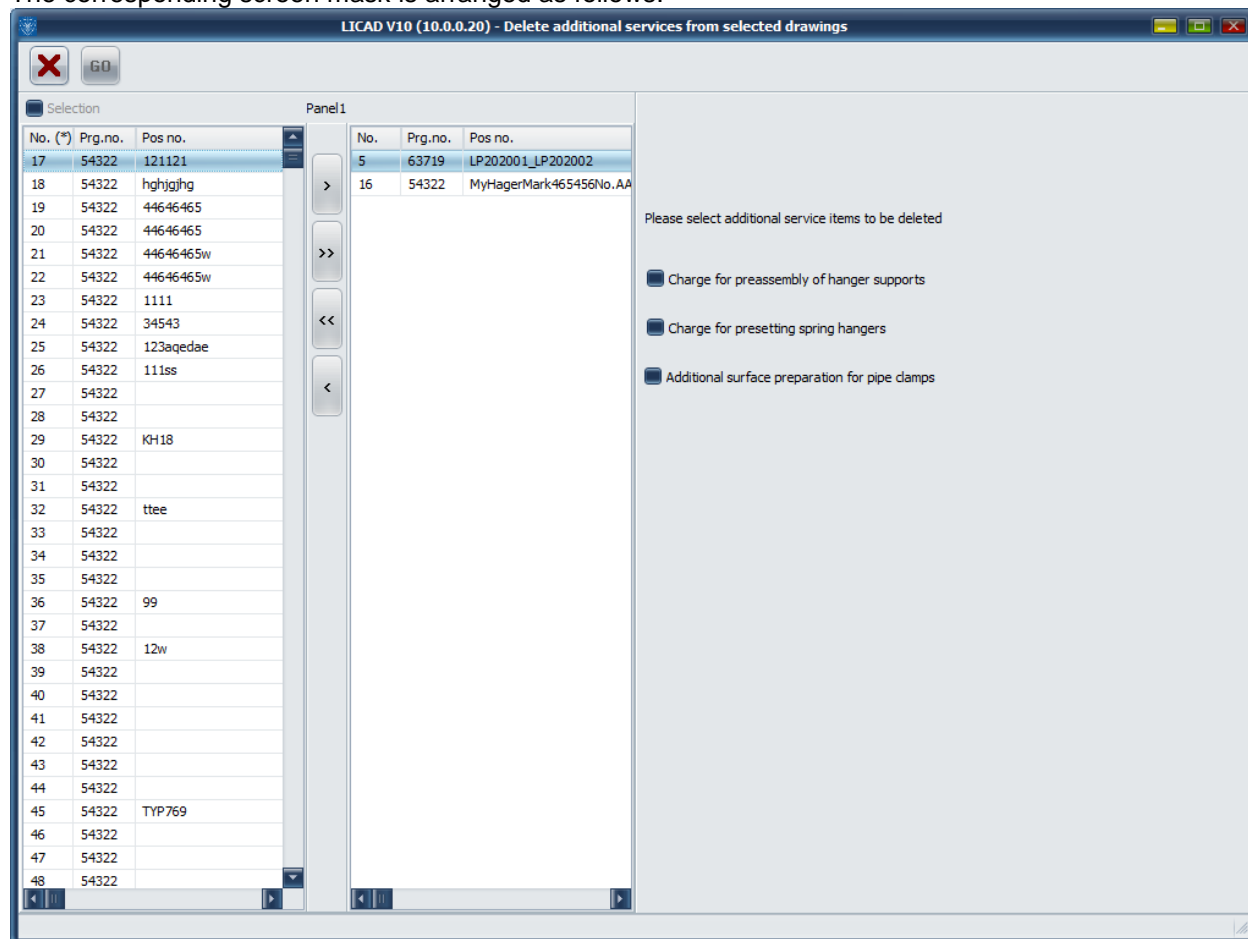 The corresponding screen mask is arranged as follows:
LICAD V10 (10.0.0.20) - Delete additional services from selected drawings
GO
Selection
Panel1
No. (*) Prg.no. Pos no.
17 54322 121121
18 54322 hghjgjhg
19 54322 44646465
20 54322 44646465
21 54322 44646465w
22 54322 44646465w
23 54322 1111
24 54322 34543
25 54322 123aqedae
26 54322 111ss
27 54322
28 54322
29 54322 KH18
30 54322
31 54322
32 54322 ttee
33 54322
34 54322
35 54322
36 54322 99
37 54322
38 54322 12w
39 54322
40 54322
41 54322
42 54322
43 54322
44 54322
45 54322 TYP769
46 54322
47 54322
48 54322
>
>>
<<
<
No. Prg.no. Pos no.
5 63719 LP202001_LP202002
16 54322 MyHagerMark465456No.AA
Please select additional service items to be deleted
Charge for preassembly of hanger supports
Charge for presetting spring hangers
Additional surface preparation for pipe clamps